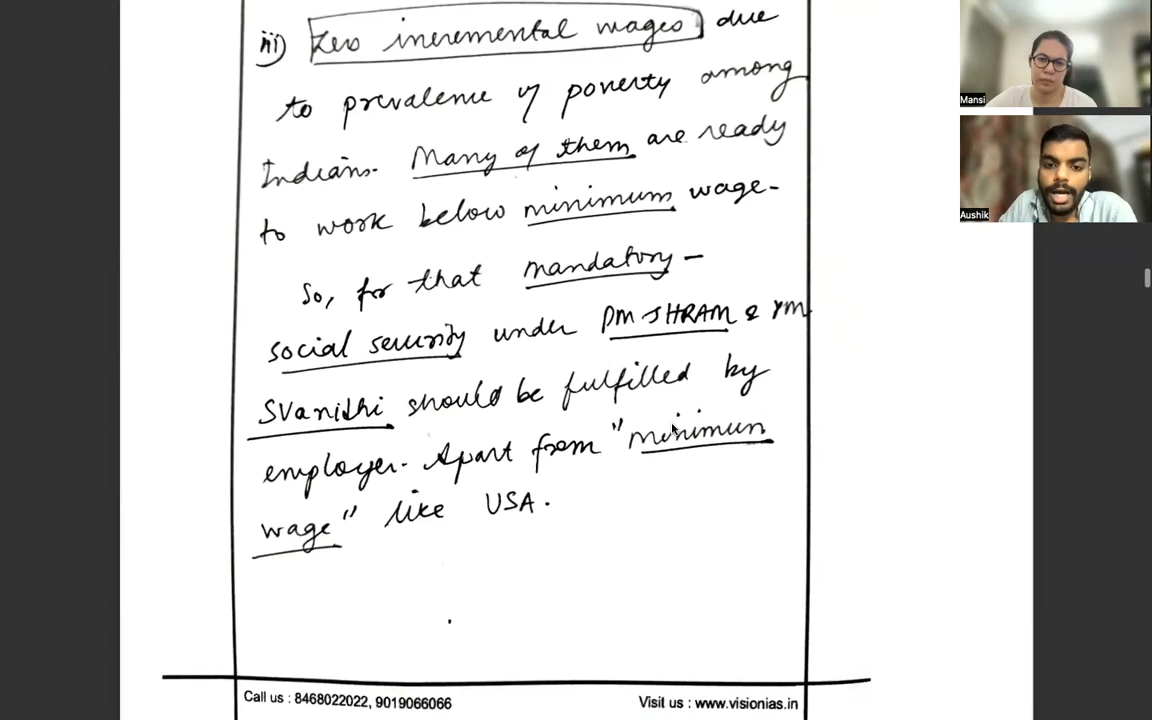 iii) Zero incremental wages due
to prevalence of poverty among
Indians. Many of them are ready
to work below minimum wage.
So, for that mandatory
social security under PM SHRAM & PM
SVanidhi should be fulfilled by
employer. Apart from "minimum
wage" like USA.
Call us : 8468022022, 9019066066
Visit us : www.visionias.in
Mansi
Aushik